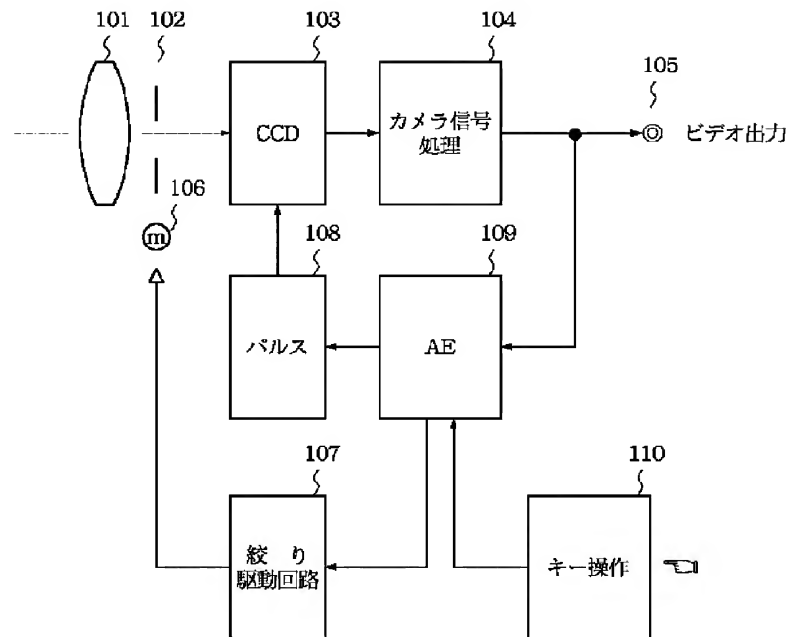 101
102
103
104
105
CCD
カメラ信号
処理
ビデオ出力
106
m
108
109
パルス
AE
107
110
絞り
駆動回路
キー操作